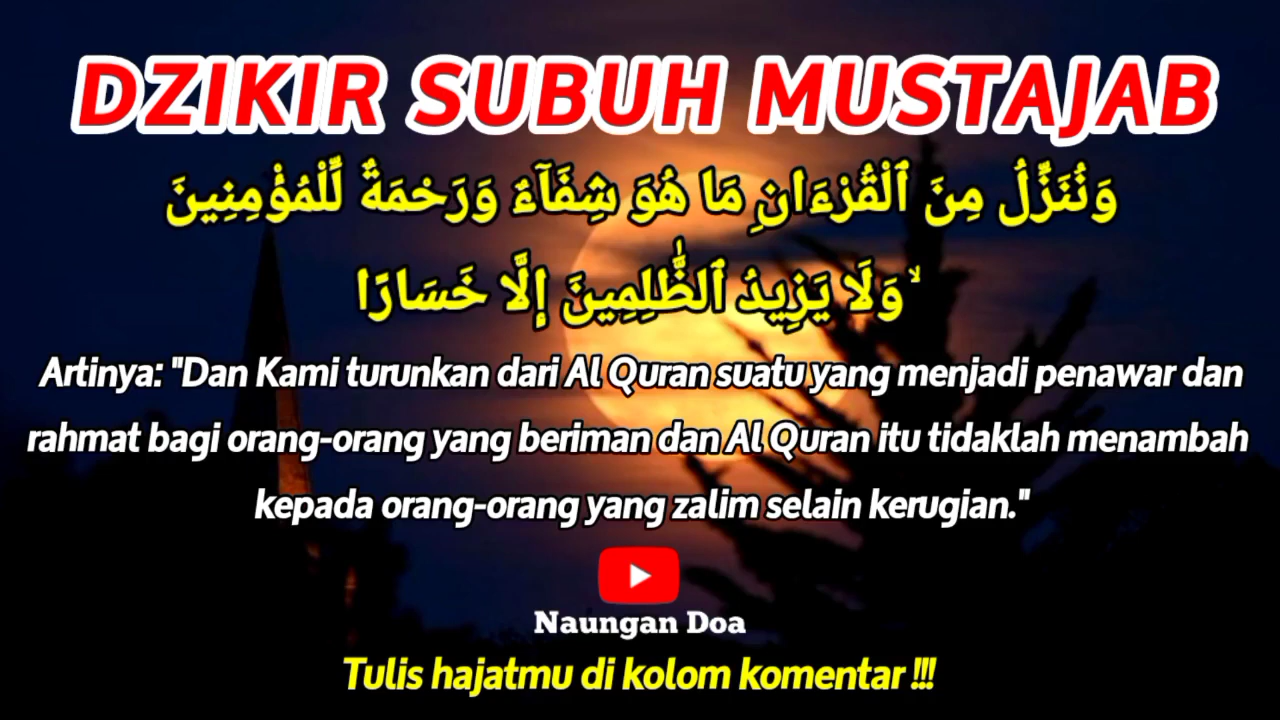 DZIKIR SUBUH MUSTAJAB
وَنُنَزِّلُ مِنَ ٱلْقُرْءَانِ مَا هُوَ شِفَآءٌ وَرَحْمَةٌ لِّلْمُؤْمِنِينَ
ۙ وَلَا يَزِيدُ ٱلظَّٰلِمِينَ إِلَّا خَسَارًا
Artinya: "Dan Kami turunkan dari Al Quran suatu yang menjadi penawar dan
rahmat bagi orang-orang yang beriman dan Al Quran itu tidaklah menambah
kepada orang-orang yang zalim selain kerugian."
Naungan Doa
Tulis hajatmu di kolom komentar !!!